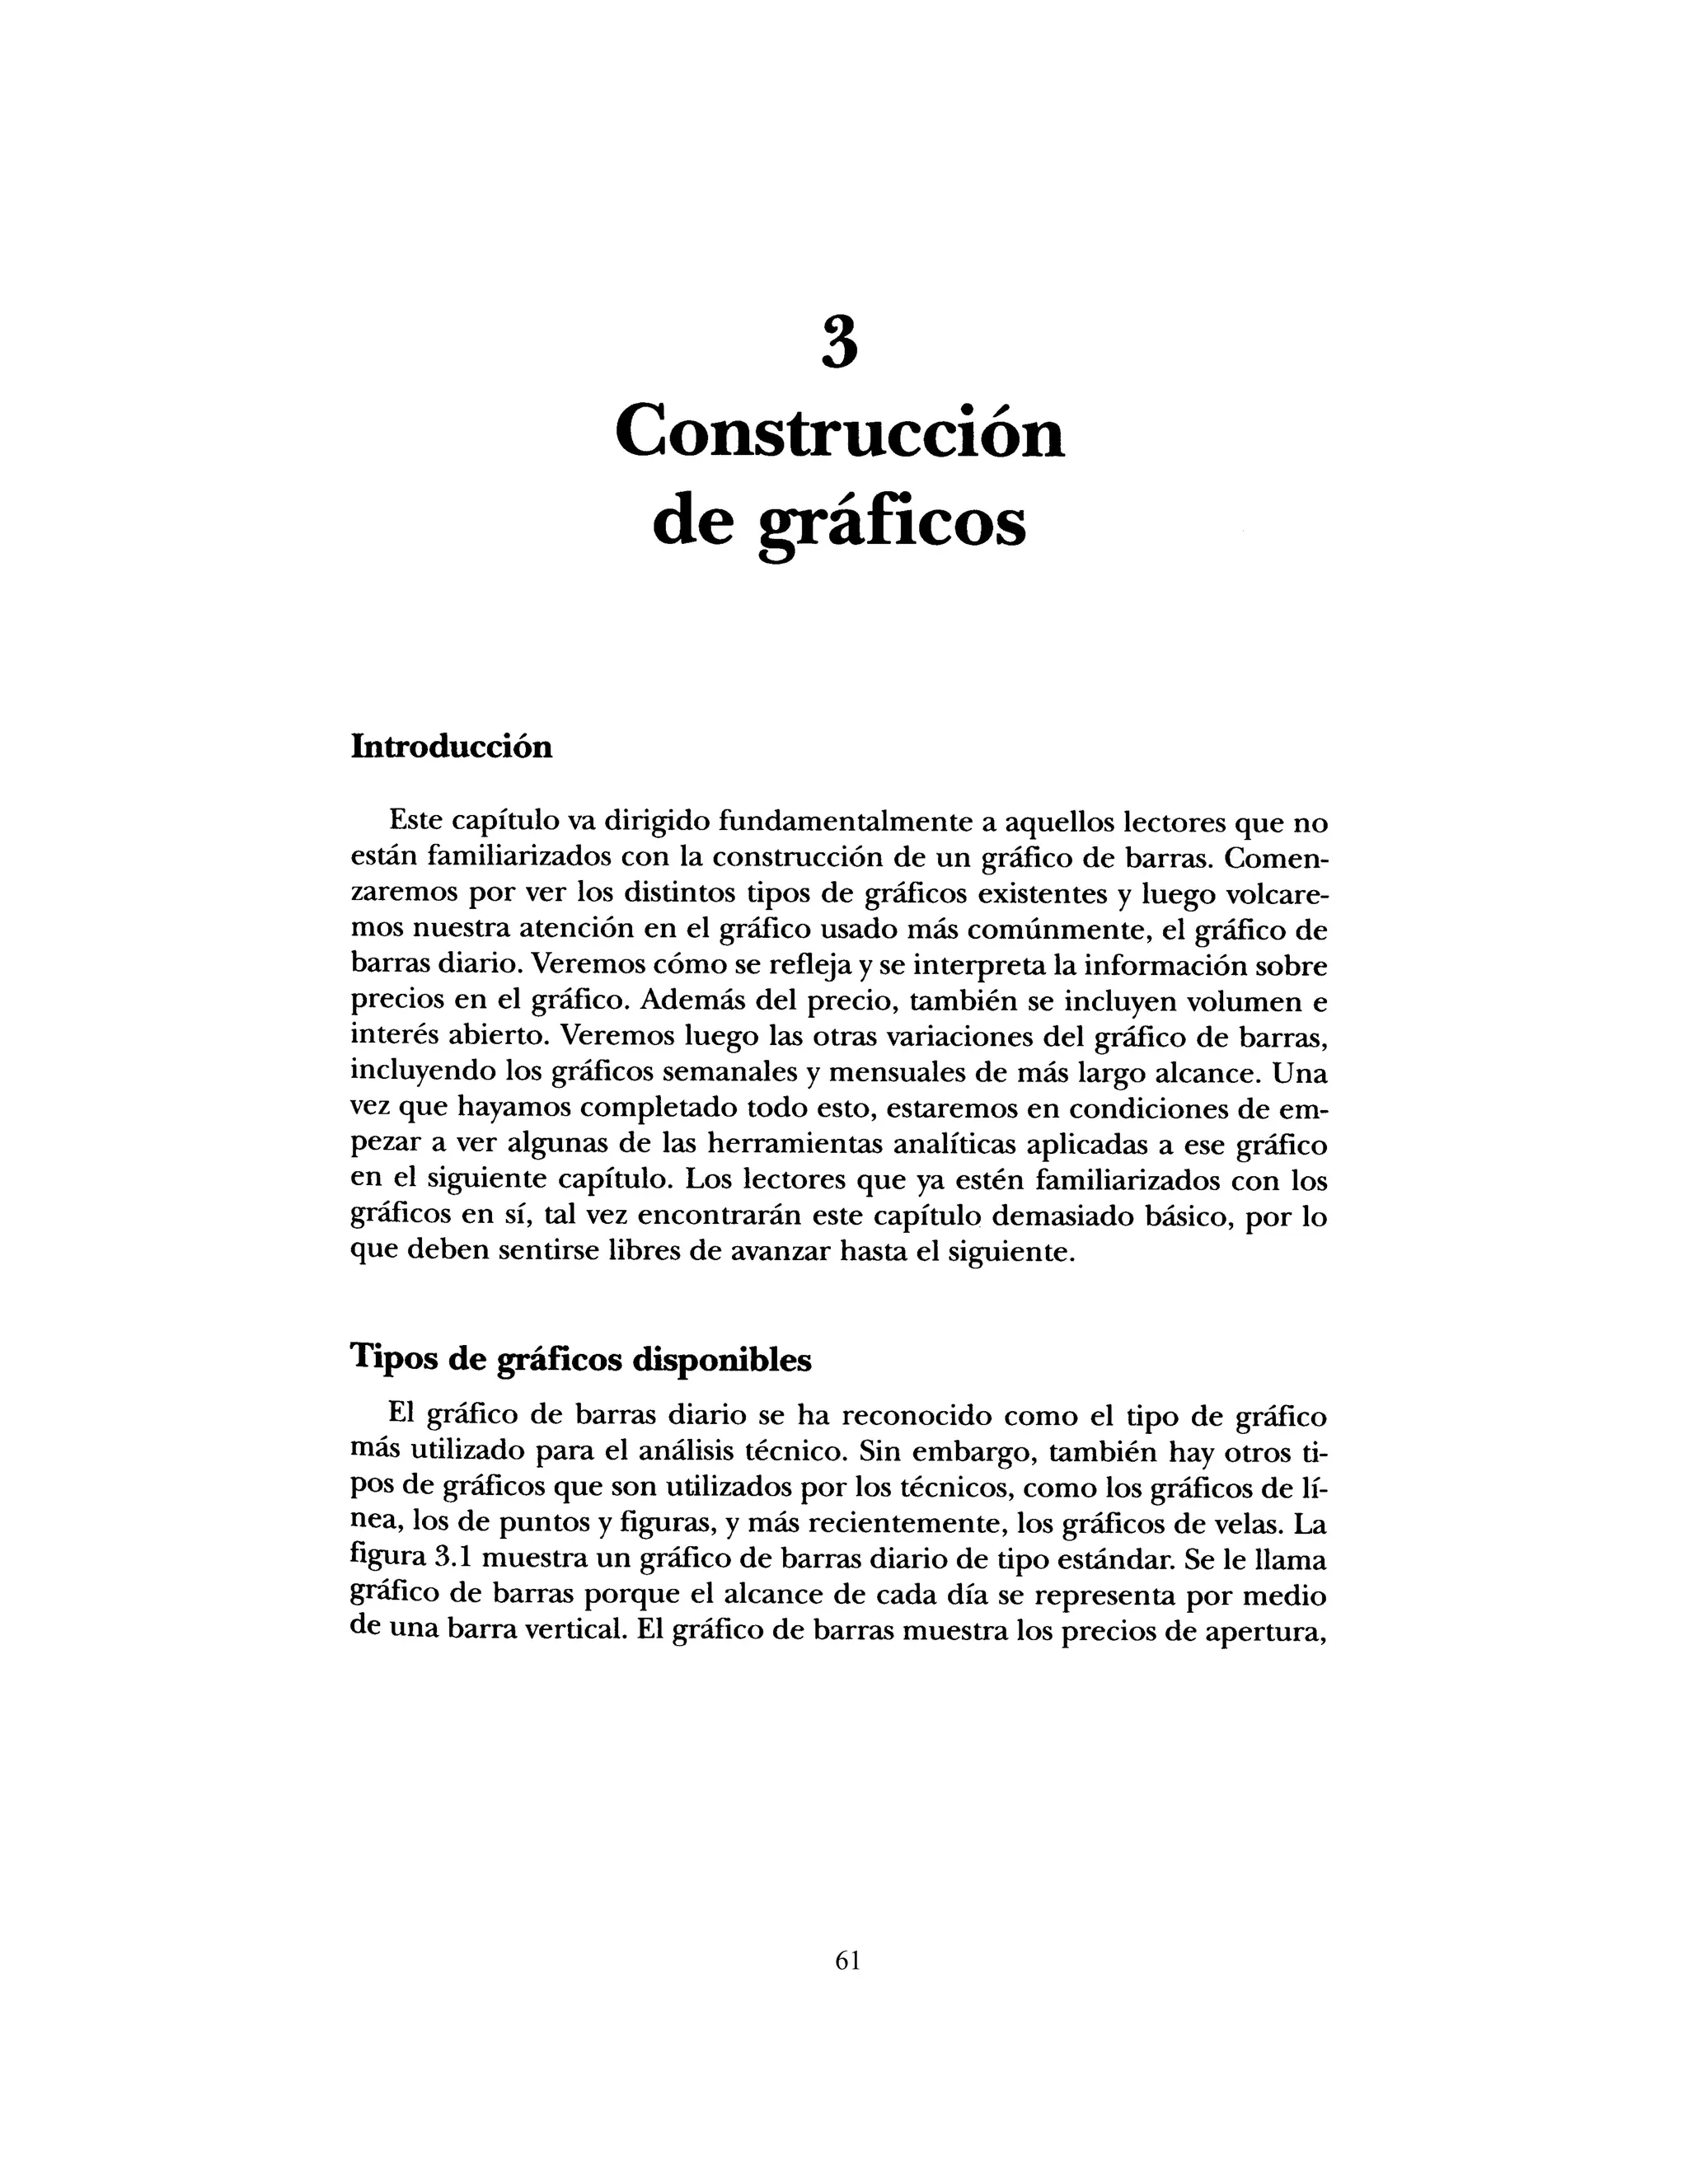 3
Construcción
de gráficos
Introducción
Este capítulo va dirigido fundamentalmente a aquellos lectores que no
están familiarizados con la construcción de un gráfico de barras. Comen-
zaremos por ver los distintos tipos de gráficos existentes y luego volcare-
mos nuestra atención en el gráfico usado más comúnmente, el gráfico de
barras diario. Veremos cómo se refleja y se interpreta la información sobre
precios en el gráfico. Además del precio, también se incluyen volumen e
interés abierto. Veremos luego las otras variaciones del gráfico de barras,
incluyendo los gráficos semanales y mensuales de más largo alcance. Una
vez que hayamos completado todo esto, estaremos en condiciones de em-
pezar a ver algunas de las herramientas analíticas aplicadas a ese gráfico
en el siguiente capítulo. Los lectores que ya estén familiarizados con los
gráficos en sí, tal vez encontrarán este capítulo demasiado básico, por lo
que deben sentirse libres de avanzar hasta el siguiente.
Tipos de gráficos disponibles
El gráfico de barras diario se ha reconocido como el tipo de gráfico
más utilizado para el análisis técnico. Sin embargo, también hay otros ti-
pos de gráficos que son utilizados por los técnicos, como los gráficos de lí-
nea, los de puntos y figuras, y más recientemente, los gráficos de velas. La
figura 3.1 muestra un gráfico de barras diario de tipo estándar. Se le llama
gráfico de barras porque el alcance de cada día se representa por medio
de una barra vertical. El gráfico de barras muestra los precios de apertura,
61